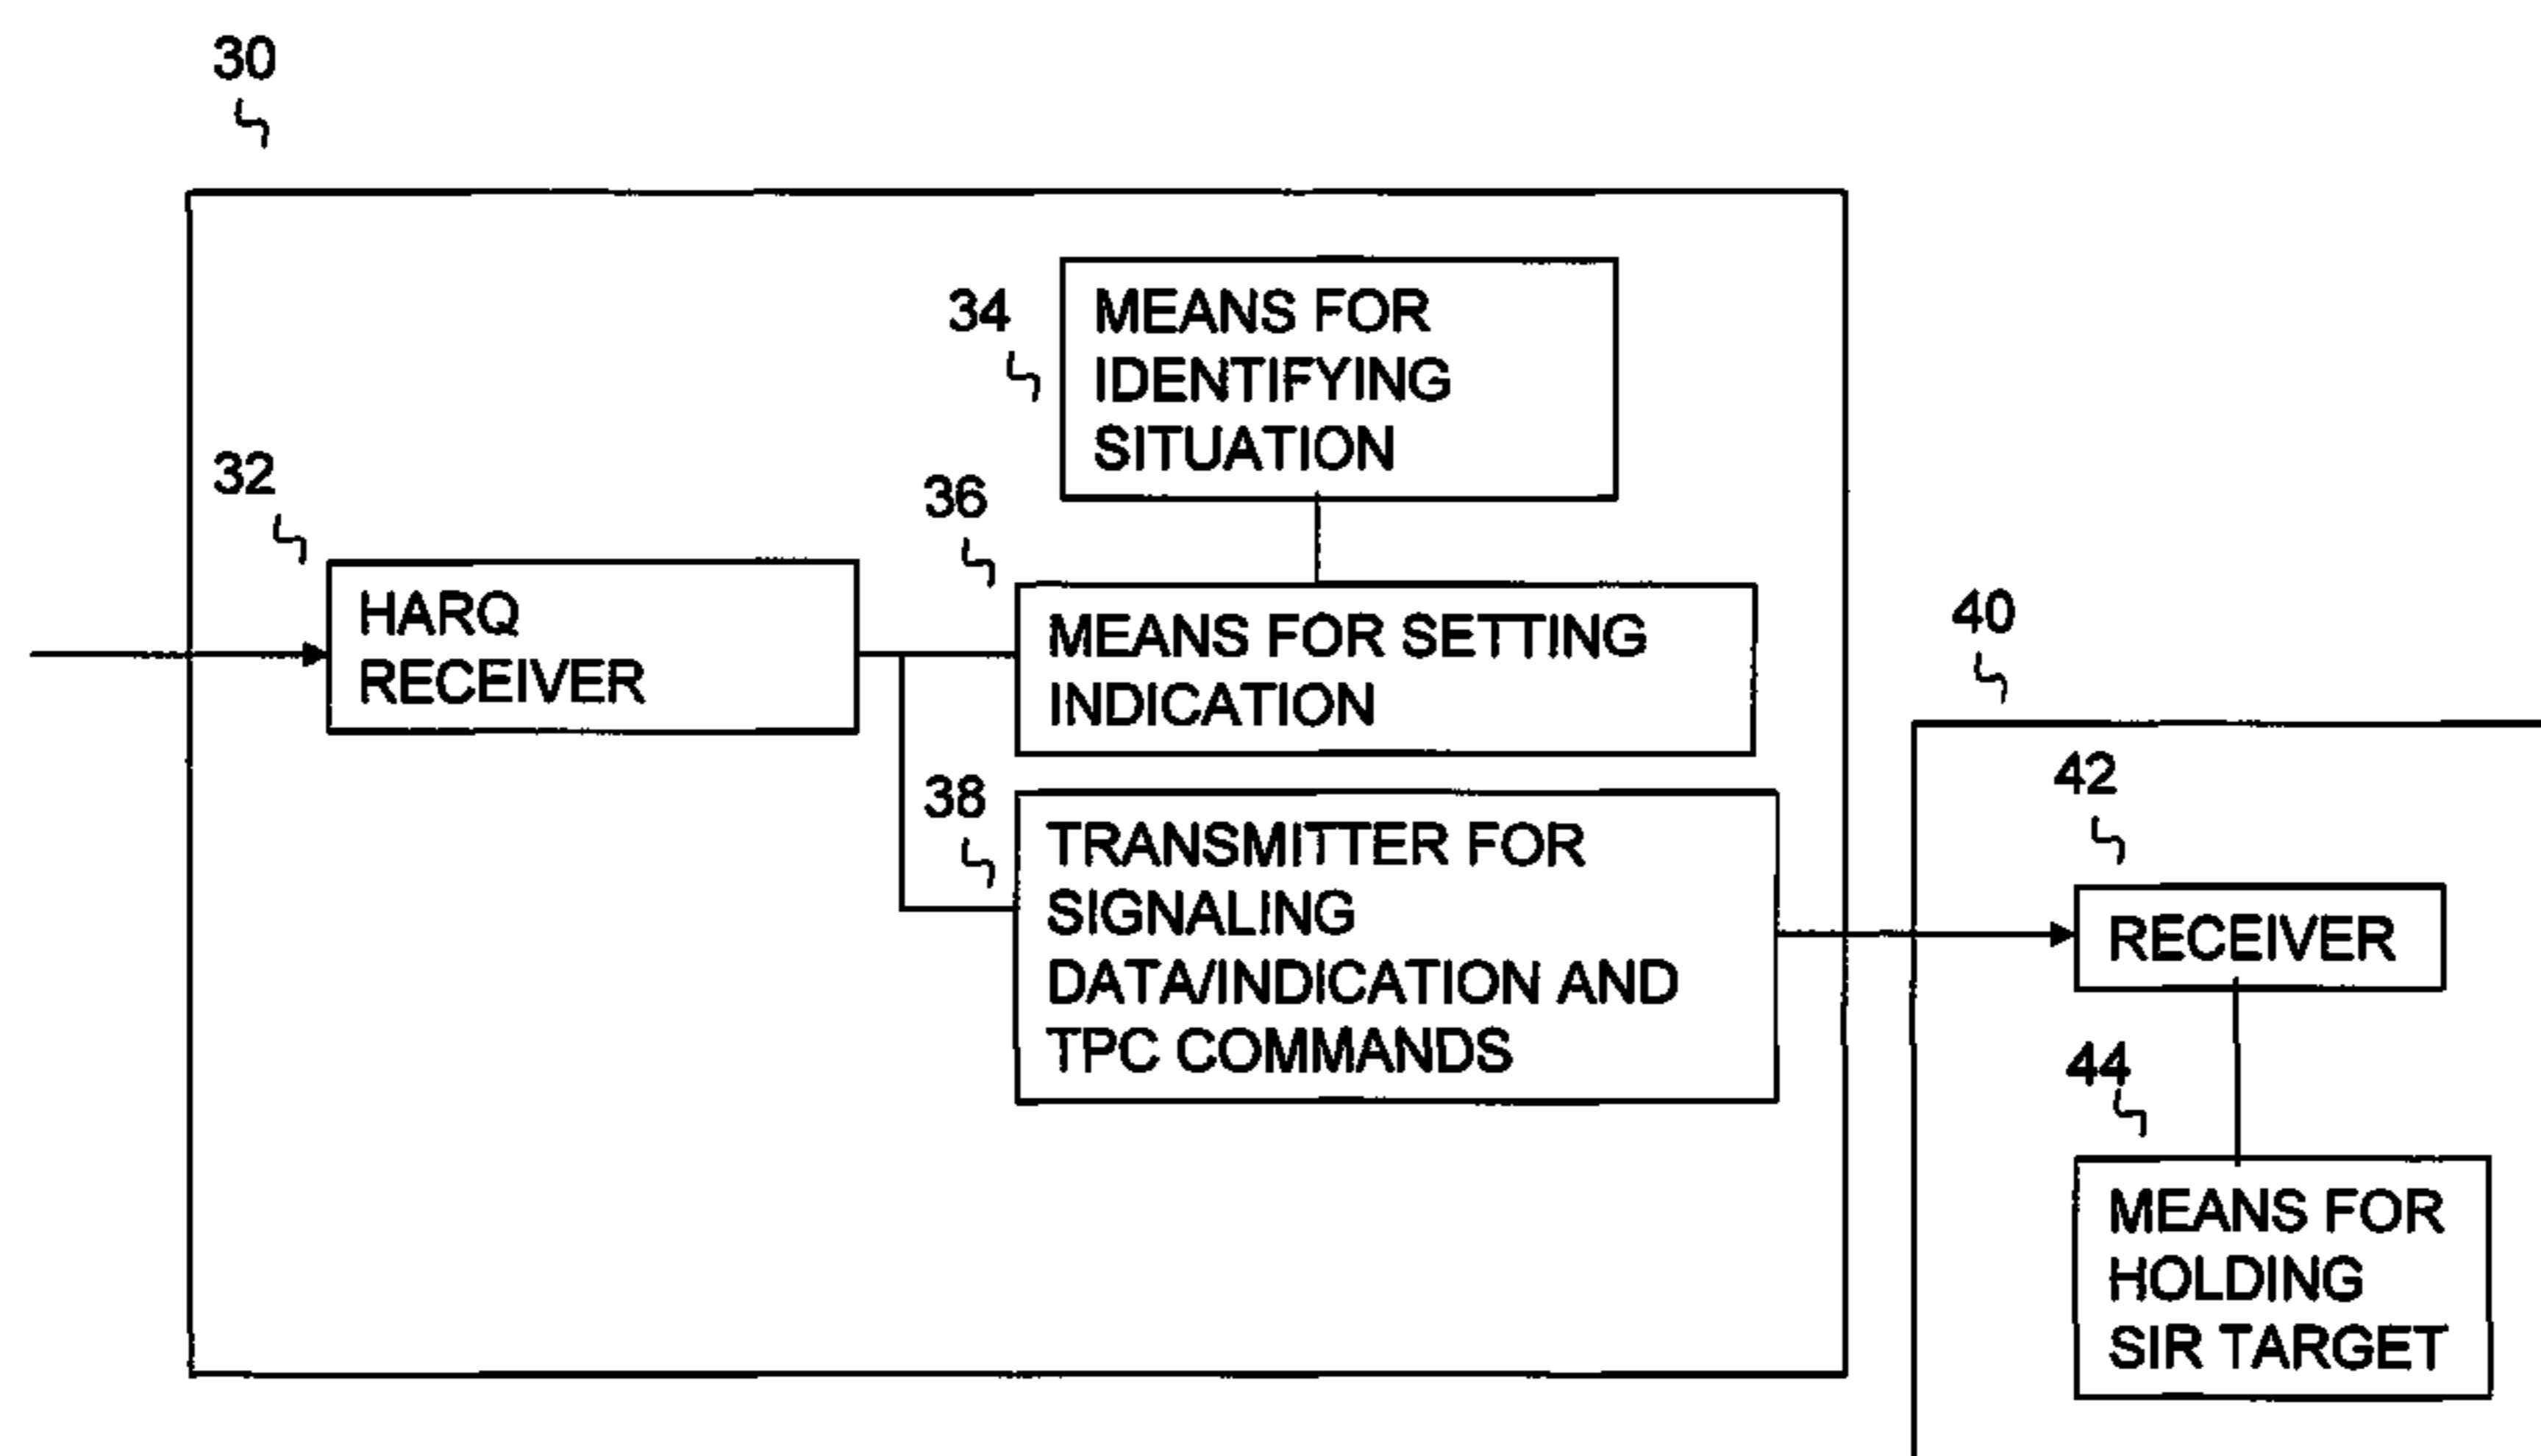 30
34
MEANS FOR
IDENTIFYING
SITUATION
32
HARQ
RECEIVER
36
MEANS FOR SETTING
INDICATION
38
TRANSMITTER FOR
SIGNALING
DATA/INDICATION AND
TPC COMMANDS
40
42
RECEIVER
44
MEANS FOR
HOLDING
SIR TARGET